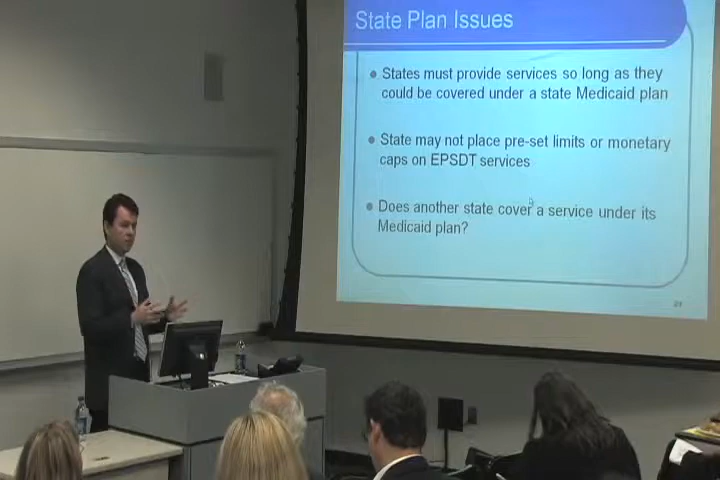 State Plan Issues
States must provide services so long as they
could be covered under a state Medicaid plan
State may not place pre-set limits or monetary
caps on EPSDT services
Does another state cover a service under its
Medicaid plan?